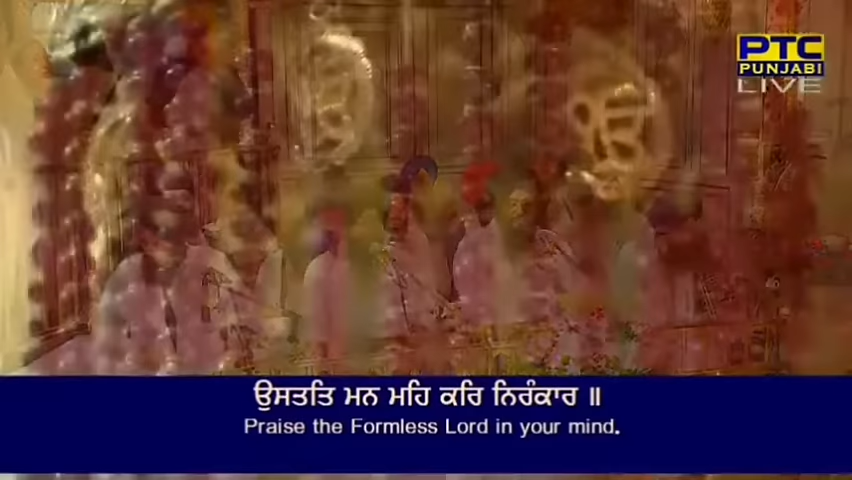 PTC
PUNJABI
LIVE
ੴ
ਉਸਤਤਿ ਮਨ ਮਹਿ ਕਰਿ ਨਿਰੰਕਾਰ ॥
Praise the Formless Lord in your mind.